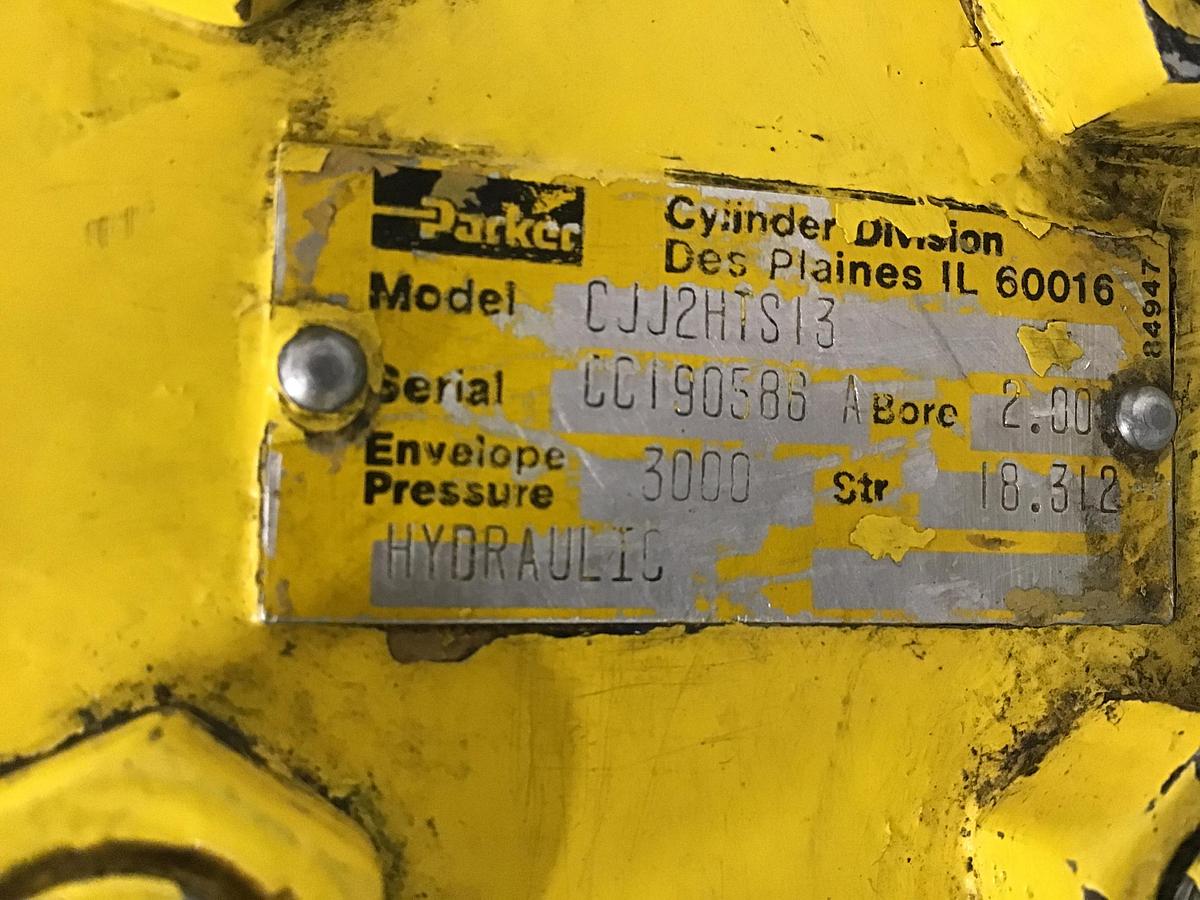 Parker
Cylinder Division
Des Plaines IL 60016
Model CJJ2HTS13
Serial CC190586 A Bore 2.00
Envelope
Pressure 3000 Str 18.312
HYDRAULIC
84947